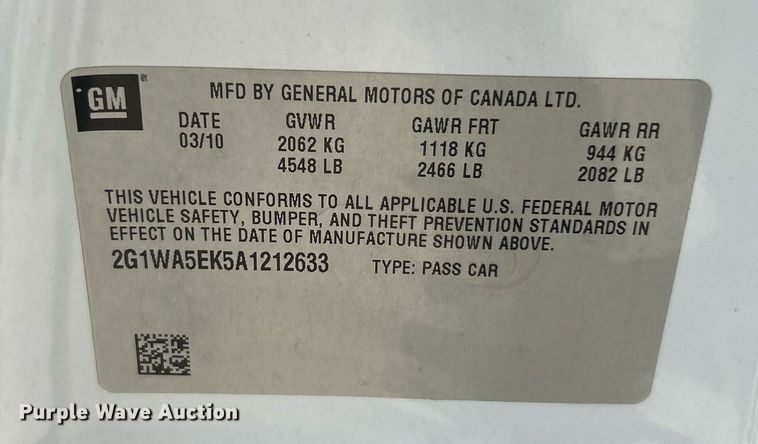 GM ®
MFD BY GENERAL MOTORS OF CANADA LTD.
DATE GVWR GAWR FRT GAWR RR
03/10 2062 KG 1118 KG 944 KG
4548 LB 2466 LB 2082 LB
THIS VEHICLE CONFORMS TO ALL APPLICABLE U.S. FEDERAL MOTOR
VEHICLE SAFETY, BUMPER, AND THEFT PREVENTION STANDARDS IN
EFFECT ON THE DATE OF MANUFACTURE SHOWN ABOVE.
2G1WA5EK5A1212633 TYPE: PASS CAR
Purple Wave Auction